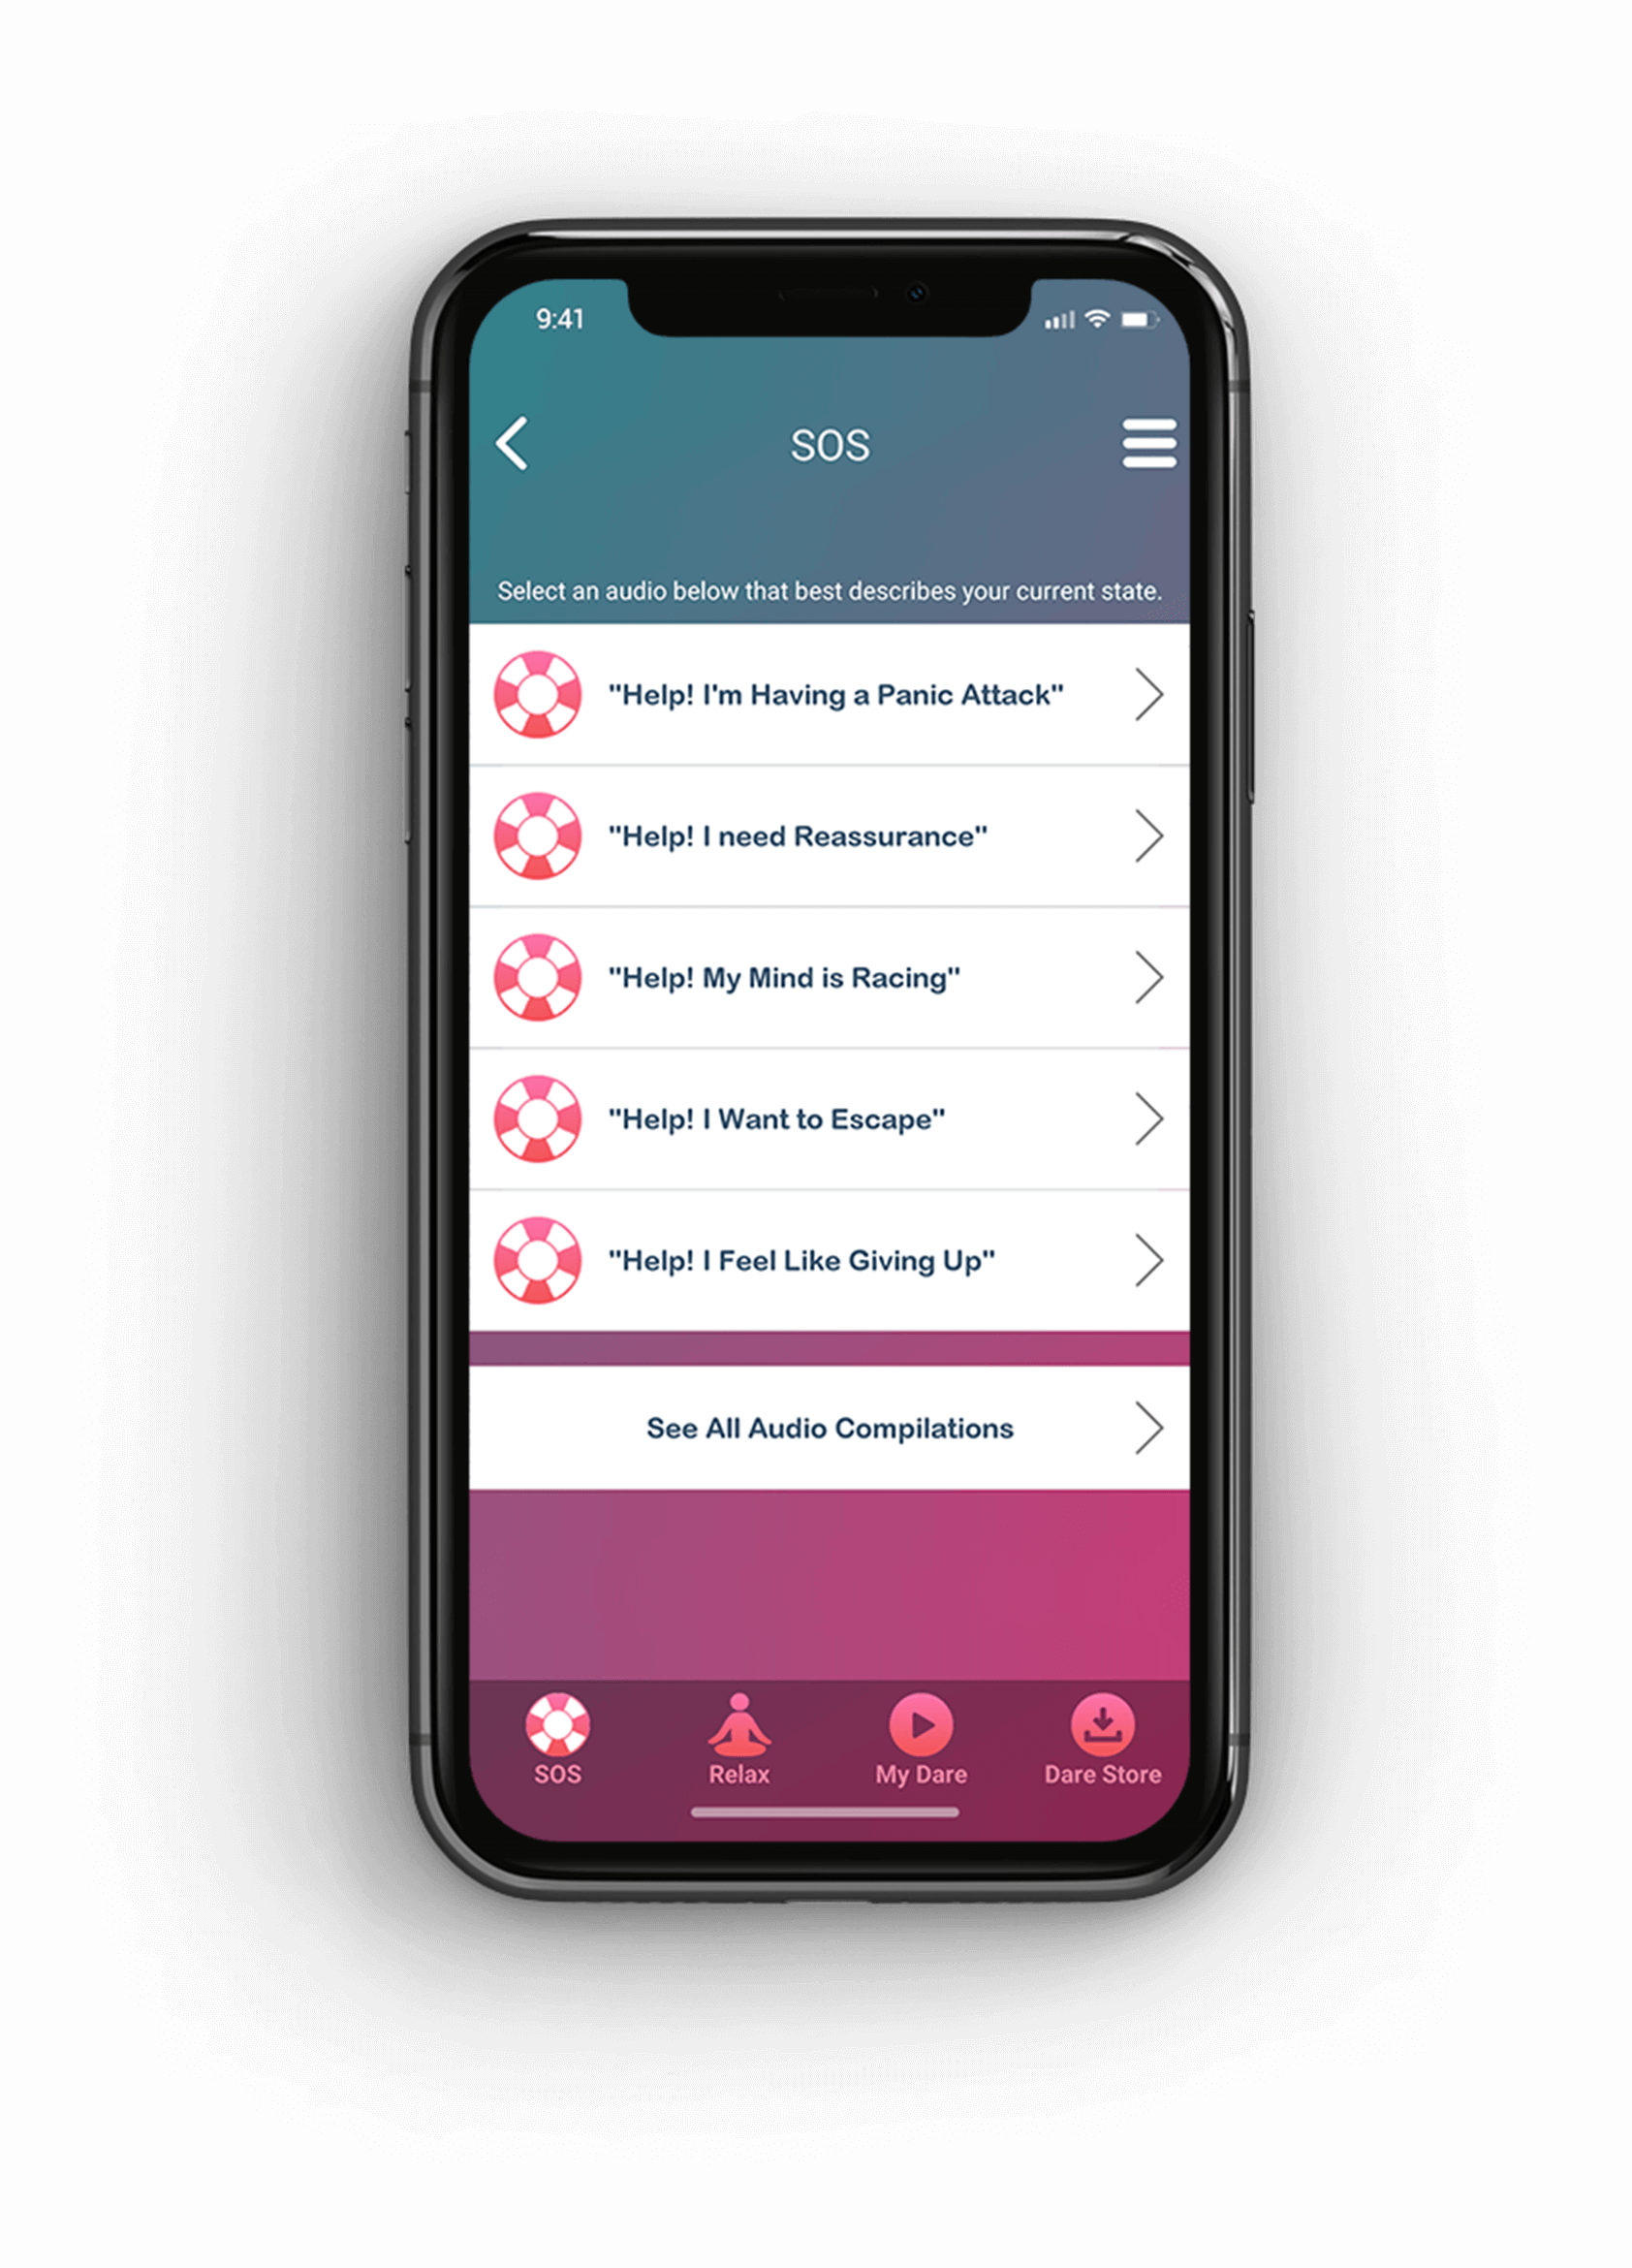 9:41
SOS
Select an audio below that best describes your current state.
"Help! I'm Having a Panic Attack"
"Help! I need Reassurance"
"Help! My Mind is Racing"
"Help! I Want to Escape"
"Help! I Feel Like Giving Up"
See All Audio Compilations
SOS Relax My Dare Dare Store